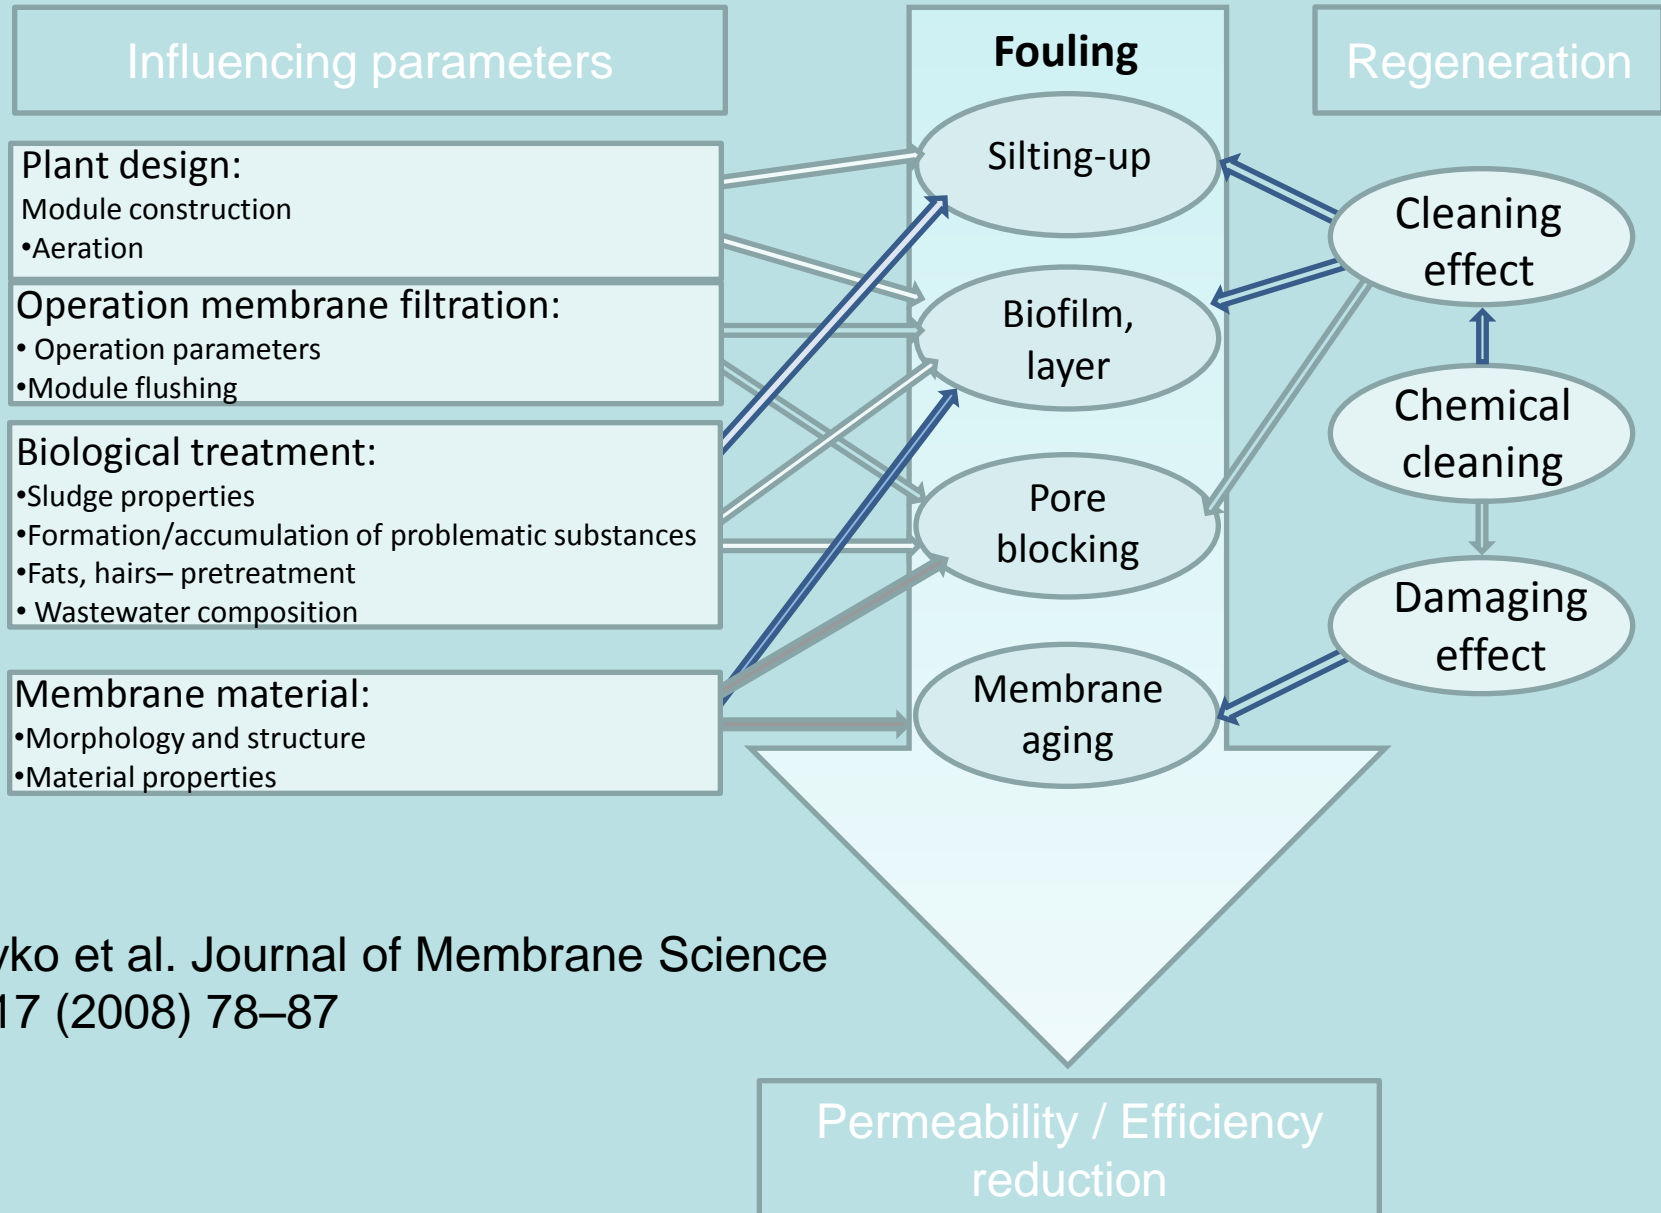 Influencing parameters
Plant design:
Module construction
•Aeration
Operation membrane filtration:
• Operation parameters
•Module flushing
Biological treatment:
•Sludge properties
•Formation/accumulation of problematic substances
•Fats, hairs– pretreatment
• Wastewater composition
Membrane material:
•Morphology and structure
•Material properties
Fouling
Silting-up
Biofilm,
layer
Pore
blocking
Membrane
aging
Regeneration
Cleaning
effect
Chemical
cleaning
Damaging
effect
yko et al. Journal of Membrane Science
17 (2008) 78–87
Permeability / Efficiency
reduction